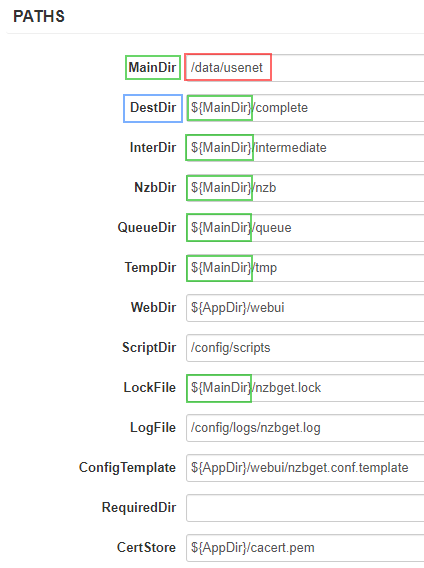 PATHS
MainDir /data/usenet
DestDir ${MainDir}/complete
InterDir ${MainDir}/intermediate
NzbDir ${MainDir}/nzb
QueueDir ${MainDir}/queue
TempDir ${MainDir}/tmp
WebDir ${AppDir}/webui
ScriptDir /config/scripts
LockFile ${MainDir}/nzbget.lock
LogFile /config/logs/nzbget.log
ConfigTemplate ${AppDir}/webui/nzbget.conf.template
RequiredDir
CertStore ${AppDir}/cacert.pem